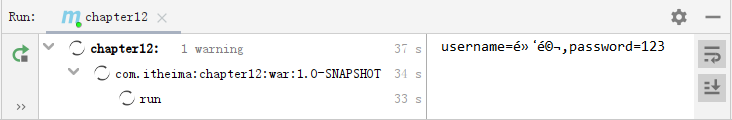 Run: chapter12 ×
chapter12: 1 warning 37 s
com.itheima:chapter12:war:1.0-SNAPSHOT 34 s
run 33 s
username=é»‘é©¬,password=123